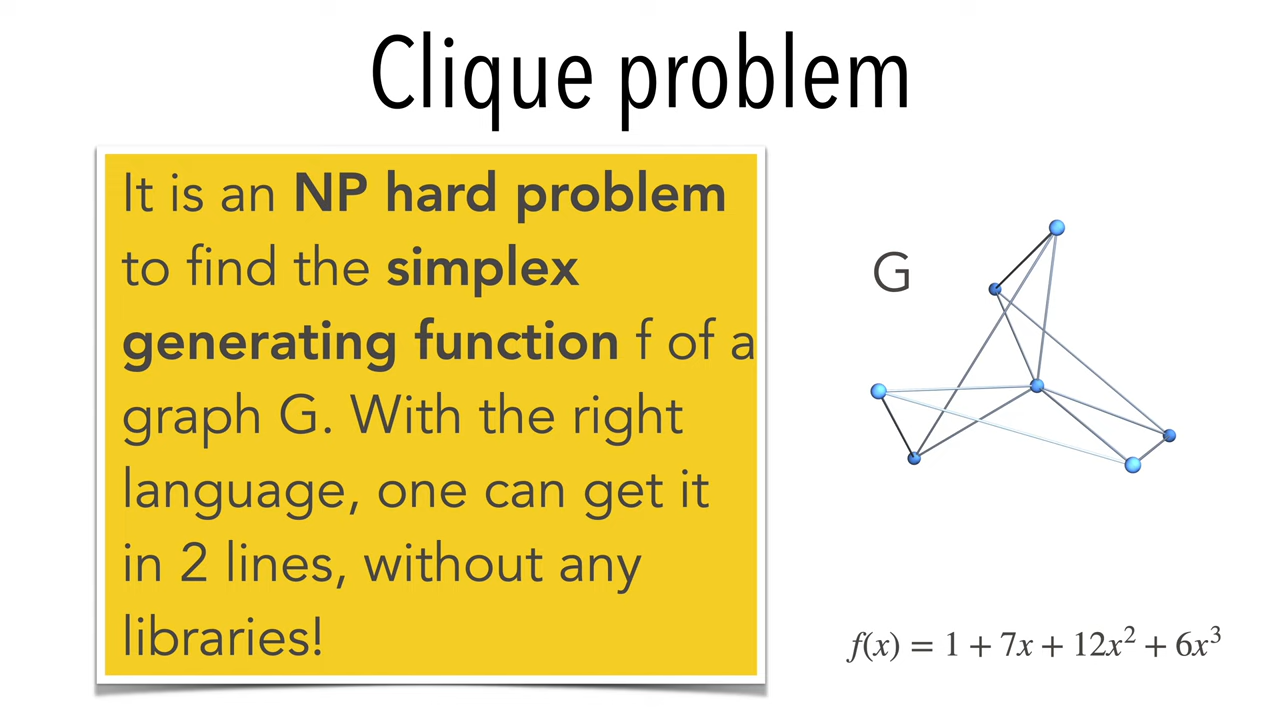 Clique problem
It is an NP hard problem
to find the simplex
generating function f of a
graph G. With the right
language, one can get it
in 2 lines, without any
libraries!
G
f(x) = 1 + 7x + 12x² + 6x³